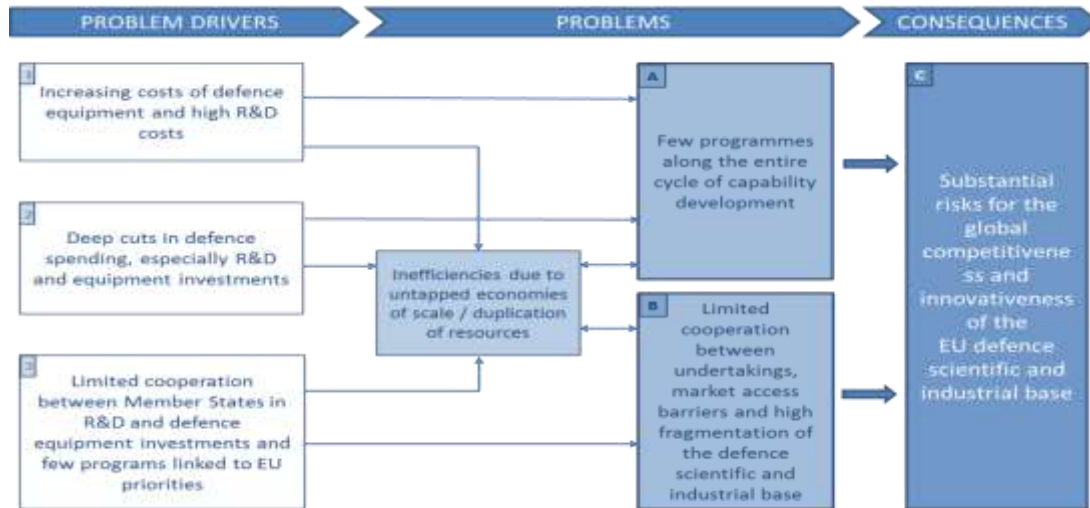 PROBLEM DRIVERS
PROBLEMS
CONSEQUENCES
1
Increasing costs of defence
equipment and high R&D
costs
2
Deep cuts in defence
spending, especially R&D
and equipment investments
3
Limited cooperation
between Member States in
R&D and defence
equipment investments and
few programs linked to EU
priorities
Inefficiencies due to
untapped economies
of scale / duplication
of resources
A
Few programmes
along the entire
cycle of capability
development
B
Limited
cooperation
between
undertakings,
market access
barriers and high
fragmentation of
the defence
scientific and
industrial base
C
Substantial
risks for the
global
competitivene
ss and
innovativeness
of the
EU defence
scientific and
industrial base